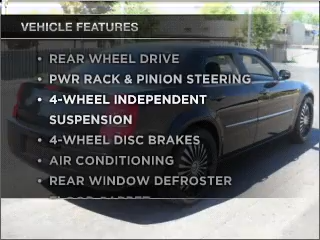 VEHICLE FEATURES
• REAR WHEEL DRIVE
• PWR RACK & PINION STEERING
• 4-WHEEL INDEPENDENT
SUSPENSION
• 4-WHEEL DISC BRAKES
• AIR CONDITIONING
• REAR WINDOW DEFROSTER